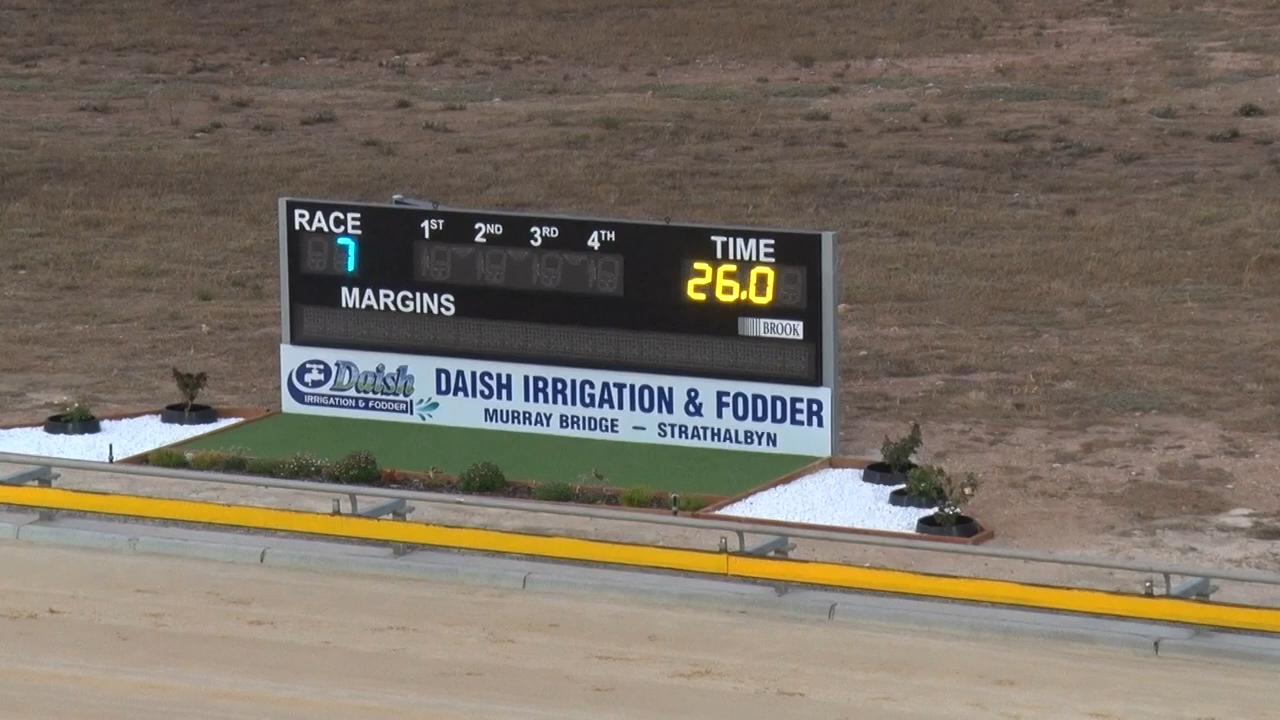 RACE 1ST 2ND 3RD 4TH TIME
7 26.0
MARGINS
BROOK
Daish
IRRIGATION & FODDER
DAISH IRRIGATION & FODDER
MURRAY BRIDGE – STRATHALBYN